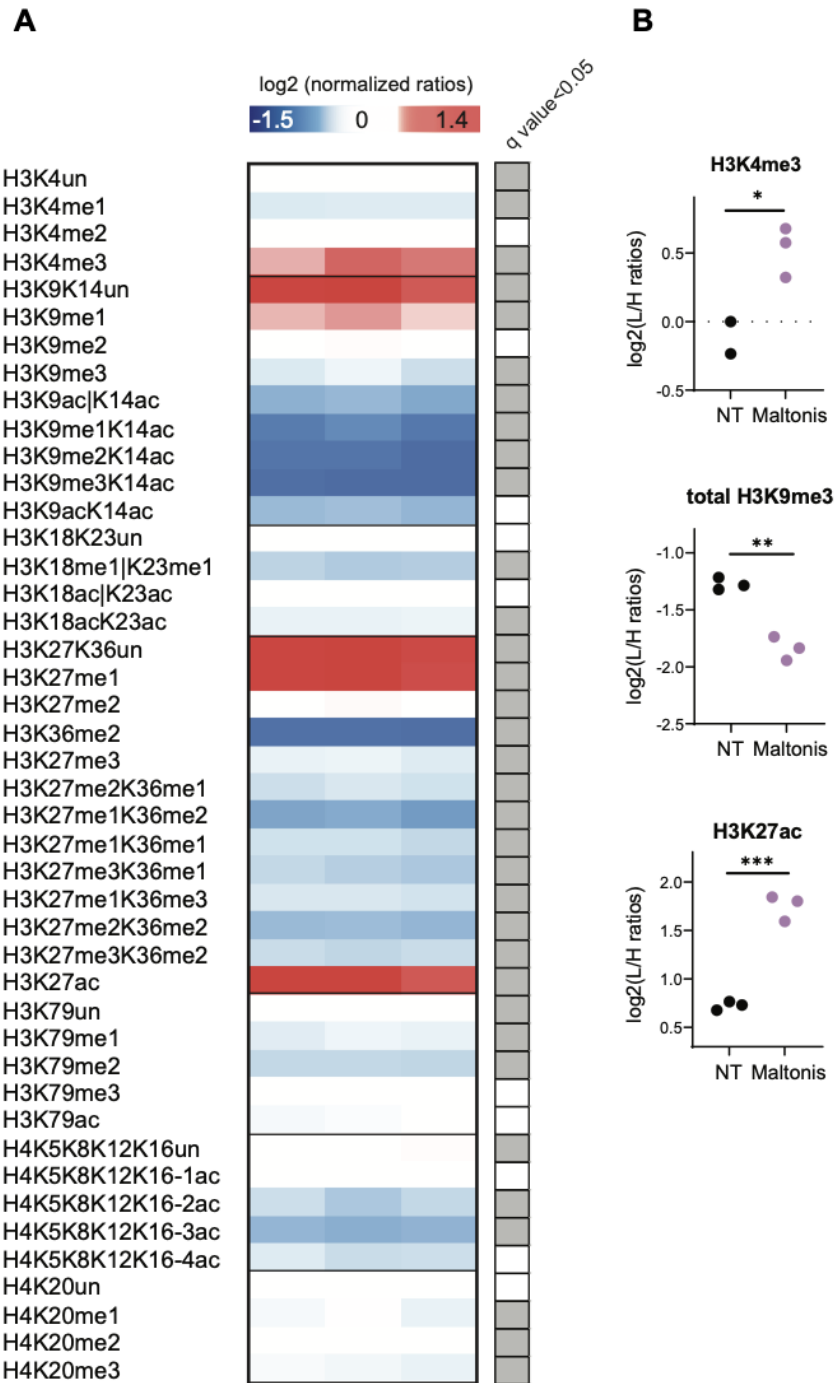 A
log2 (normalized ratios)
-1.5 0 1.4
q value<0.05
H3K4un
H3K4me1
H3K4me2
H3K4me3
H3K9K14un
H3K9me1
H3K9me2
H3K9me3
H3K9ac|K14ac
H3K9me1K14ac
H3K9me2K14ac
H3K9me3K14ac
H3K9acK14ac
H3K18K23un
H3K18me1|K23me1
H3K18ac|K23ac
H3K18acK23ac
H3K27K36un
H3K27me1
H3K27me2
H3K36me2
H3K27me3
H3K27me2K36me1
H3K27me1K36me2
H3K27me1K36me1
H3K27me3K36me1
H3K27me1K36me3
H3K27me2K36me2
H3K27me3K36me2
H3K27ac
H3K79un
H3K79me1
H3K79me2
H3K79me3
H3K79ac
H4K5K8K12K16un
H4K5K8K12K16-1ac
H4K5K8K12K16-2ac
H4K5K8K12K16-3ac
H4K5K8K12K16-4ac
H4K20un
H4K20me1
H4K20me2
H4K20me3
B
H3K4me3
*
log2(L/H ratios)
0.5
0.0
-0.5
NT Maltonis
total H3K9me3
**
log2(L/H ratios)
-1.0
-1.5
-2.0
-2.5
NT Maltonis
H3K27ac
***
log2(L/H ratios)
2.0
1.5
1.0
0.5
NT Maltonis